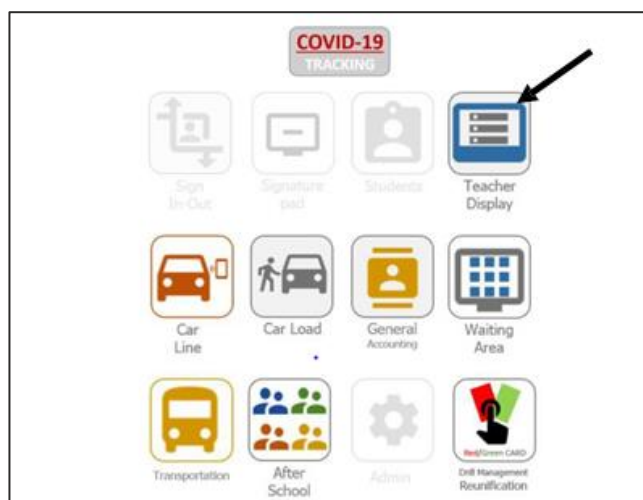 COVID-19
TRACKING
Sign
In-Out
Signature
pad
Students
Teacher
Display
Car
Line
Car Load
General
Accounting
Waiting
Area
Transportation
After
School
Admin
Red/Green CARD
Drill Management
Reunification